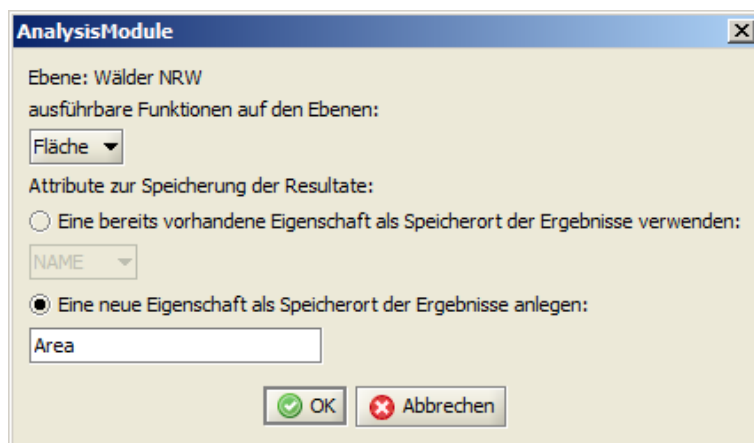 AnalysisModule
Ebene: Wälder NRW
ausführbare Funktionen auf den Ebenen:
Fläche
Attribute zur Speicherung der Resultate:
Eine bereits vorhandene Eigenschaft als Speicherort der Ergebnisse verwenden:
NAME
Eine neue Eigenschaft als Speicherort der Ergebnisse anlegen:
Area
OK Abbrechen